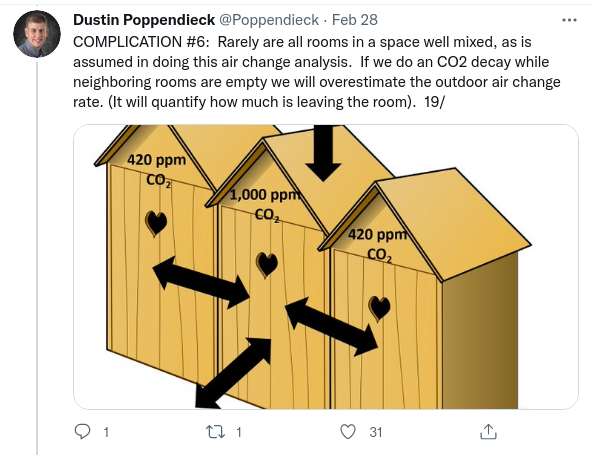 Dustin Poppendieck @Poppendieck · Feb 28
COMPLICATION #6:  Rarely are all rooms in a space well mixed, as is
assumed in doing this air change analysis.  If we do an CO2 decay while
neighboring rooms are empty we will overestimate the outdoor air change
rate. (It will quantify how much is leaving the room).  19/
420 ppm
CO₂
1,000 ppm
CO₂
420 ppm
CO₂
1 1 31